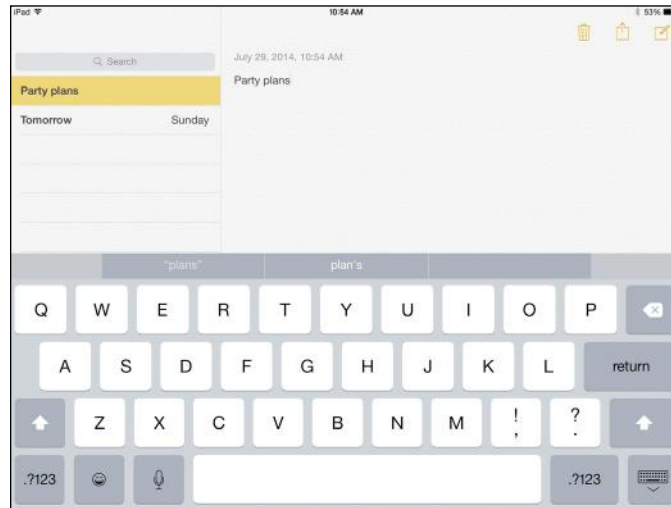 iPad 10:54 AM 53%
Search
July 29, 2014, 10:54 AM
Party plans
Party plans
Tomorrow Sunday
"plans" plan's
Q W E R T Y U I O P
A S D F G H J K L return
Z X C V B N M ! , ? .
.?123 .?123